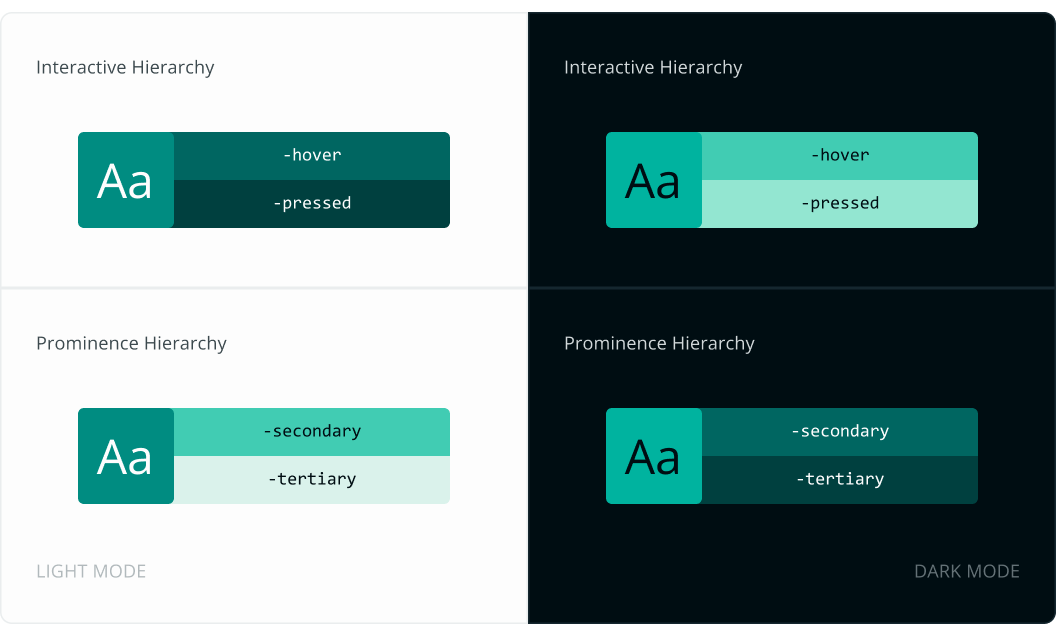 Interactive Hierarchy
Aa
-hover
-pressed
Interactive Hierarchy
Aa
-hover
-pressed
Prominence Hierarchy
Aa
-secondary
-tertiary
LIGHT MODE
Prominence Hierarchy
Aa
-secondary
-tertiary
DARK MODE